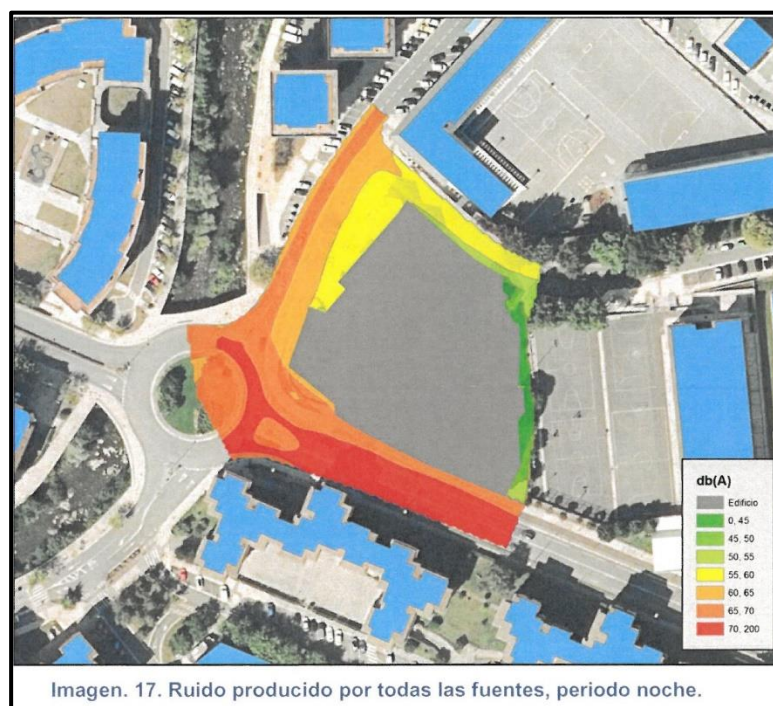 db(A)
Edificio
0, 45
45, 50
50, 55
55, 60
60, 65
65, 70
70, 200
Imagen. 17. Ruido producido por todas las fuentes, periodo noche.